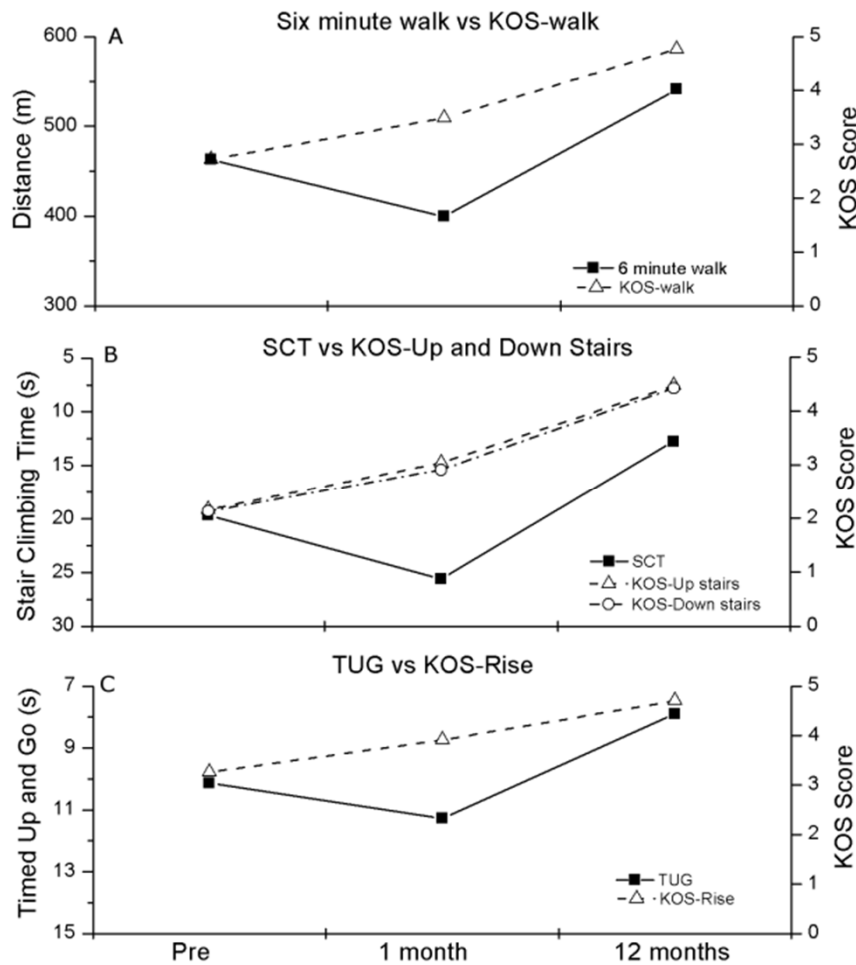 A
Six minute walk vs KOS-walk
600
500
400
300
Distance (m)
5
4
3
2
1
0
KOS Score
6 minute walk
KOS-walk
B
SCT vs KOS-Up and Down Stairs
5
10
15
20
25
30
Stair Climbing Time (s)
5
4
3
2
1
0
KOS Score
SCT
KOS-Up stairs
KOS-Down stairs
C
TUG vs KOS-Rise
7
9
11
13
15
Timed Up and Go (s)
5
4
3
2
1
0
KOS Score
TUG
KOS-Rise
Pre
1 month
12 months